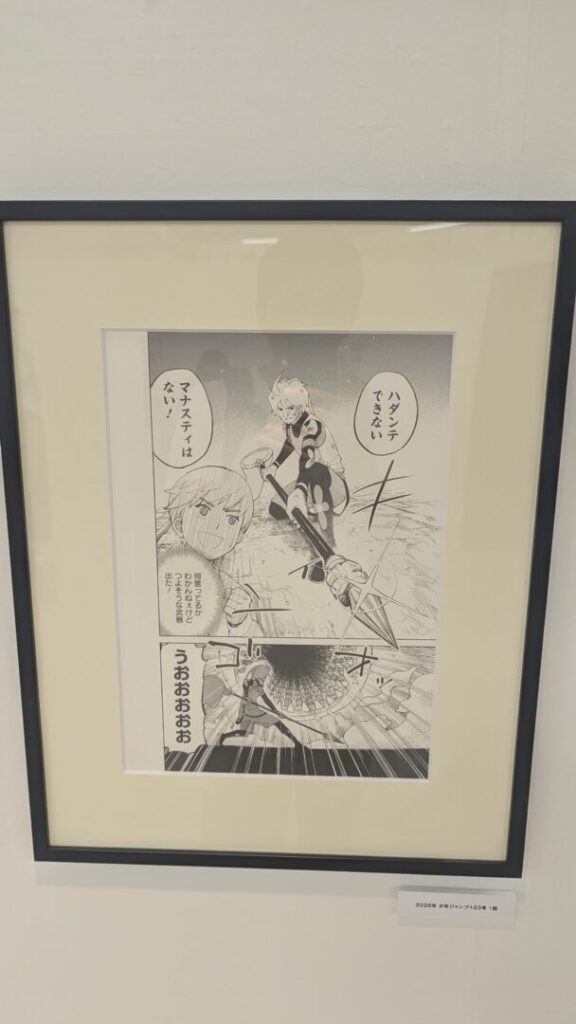 ハダンテ
できない
マナスティは
ない！
何言ってるか
わかんねぇけど
つよそうな武器
出た！
ゴオ
うおおおおお